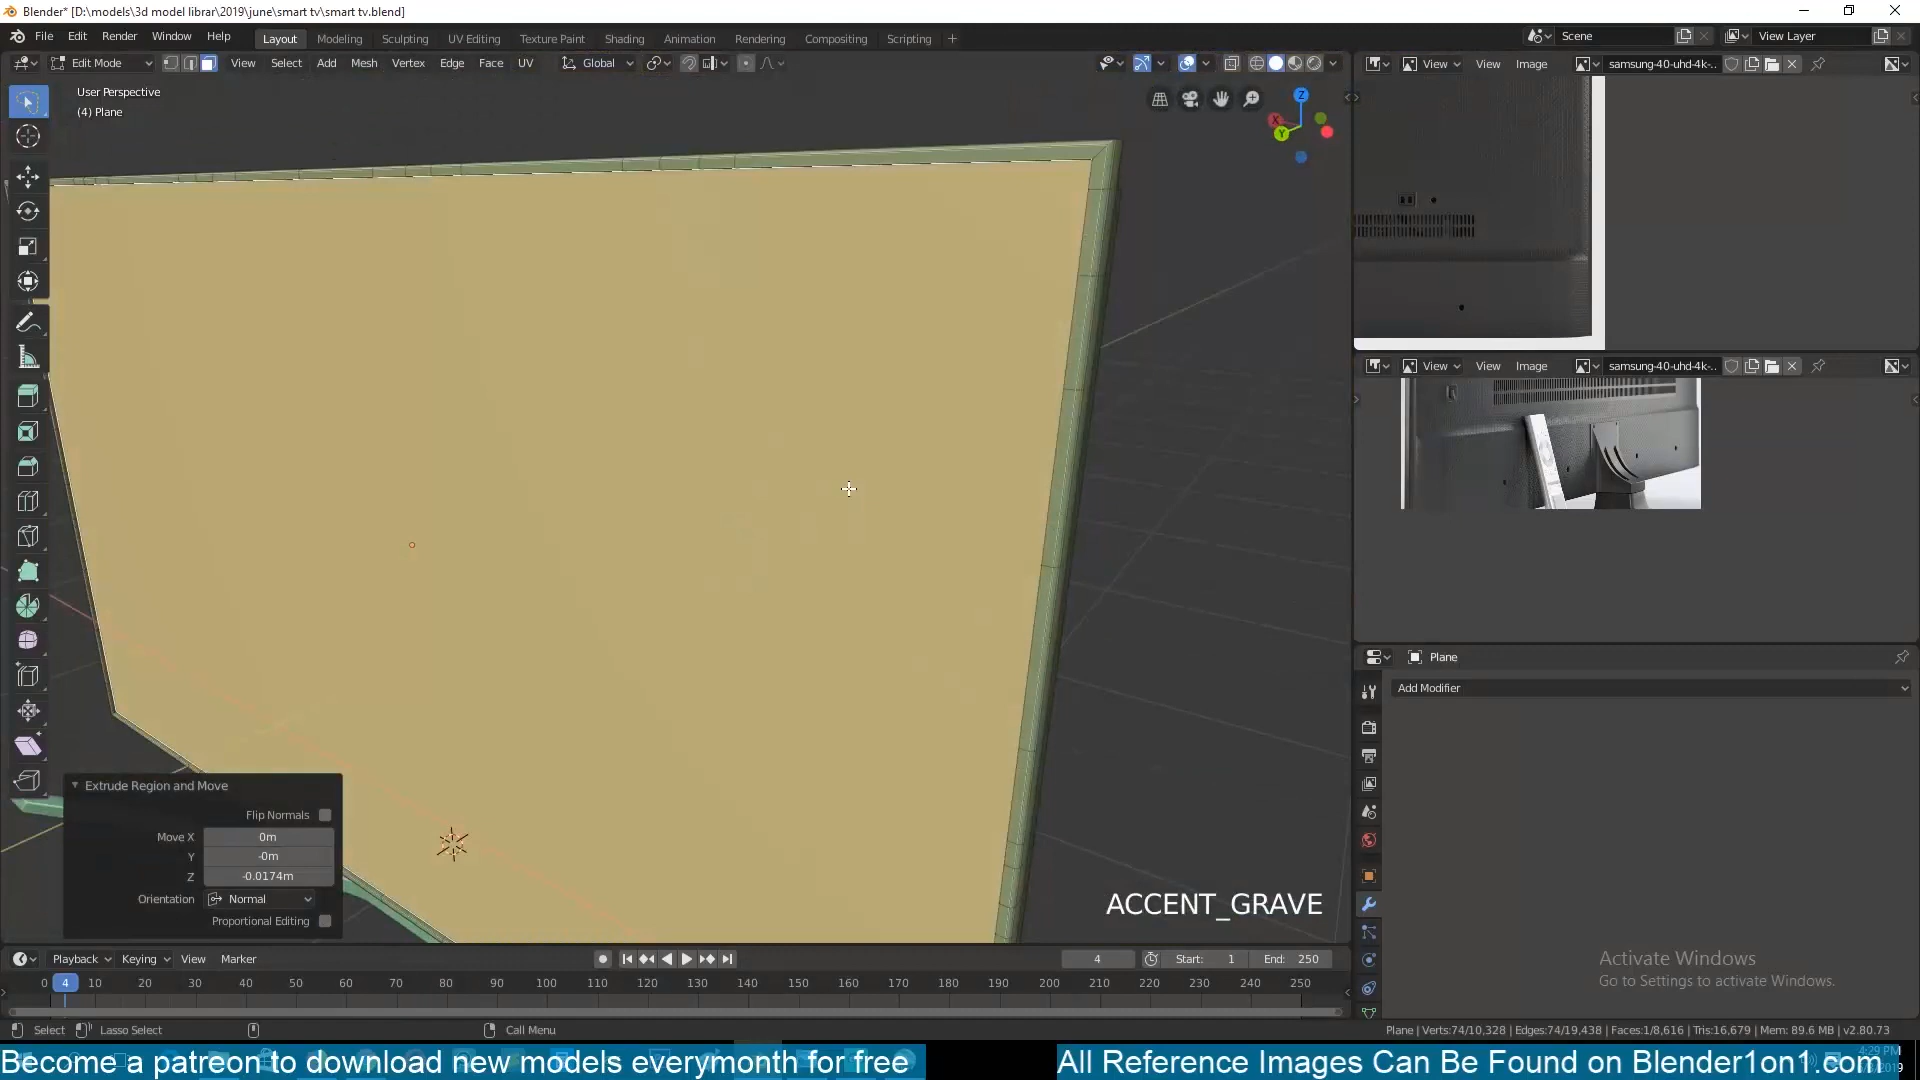 Blender* [D:\models\3d model librar\2019\june\smart tv\smart tv.blend]
File Edit Render Window Help Layout Modeling Sculpting UV Editing Texture Paint Shading Animation Rendering Compositing Scripting Scene View Layer
Edit Mode View Select Add Mesh Vertex Edge Face UV Global View View Image samsung-40-uhd-4k-..
User Perspective
(4) Plane
Z
X
Y
View View Image samsung-40-uhd-4k-..
Plane
Add Modifier
Extrude Region and Move
Flip Normals
Move X 0m
Y -0m
Z -0.0174m
Orientation Normal
Proportional Editing
ACCENT_GRAVE
Playback Keying View Marker 4 Start: 1 End: 250
0 4 10 20 30 40 50 60 70 80 90 100 110 120 130 140 150 160 170 180 190 200 210 220 230 240 250
Activate Windows
Go to Settings to activate Windows.
Select Lasso Select Call Menu Plane | Verts:74/10,328 | Edges:74/19,438 | Faces:1/8,616 | Tris:16,679 | Mem: 89.6 MB | v2.80.73
Become a patreon to download new models everymonth for free All Reference Images Can Be Found on Blender1on1.com
4:29 PM